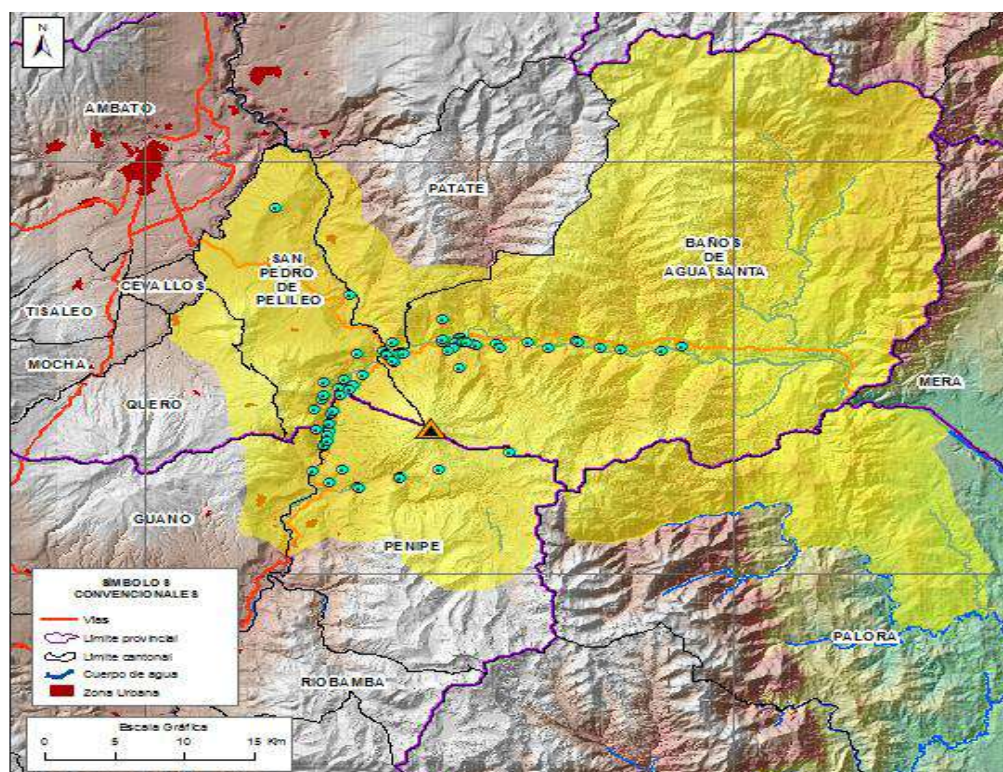 N
AMBATO
PATATE
BAÑOS
DE
AGUA SANTA
SAN
PEDRO
DE
PELILEO
CEVALLOS
TISALEO
MOCHA
QUERO
MERA
GUANO
PENIPE
PALORA
RIOBAMBA
SÍMBOLOS
CONVENCIONALES
Vías
Límite provincial
Límite cantonal
Cuerpo de agua
Zona Urbana
Escala Gráfica
0 5 10 15 Km